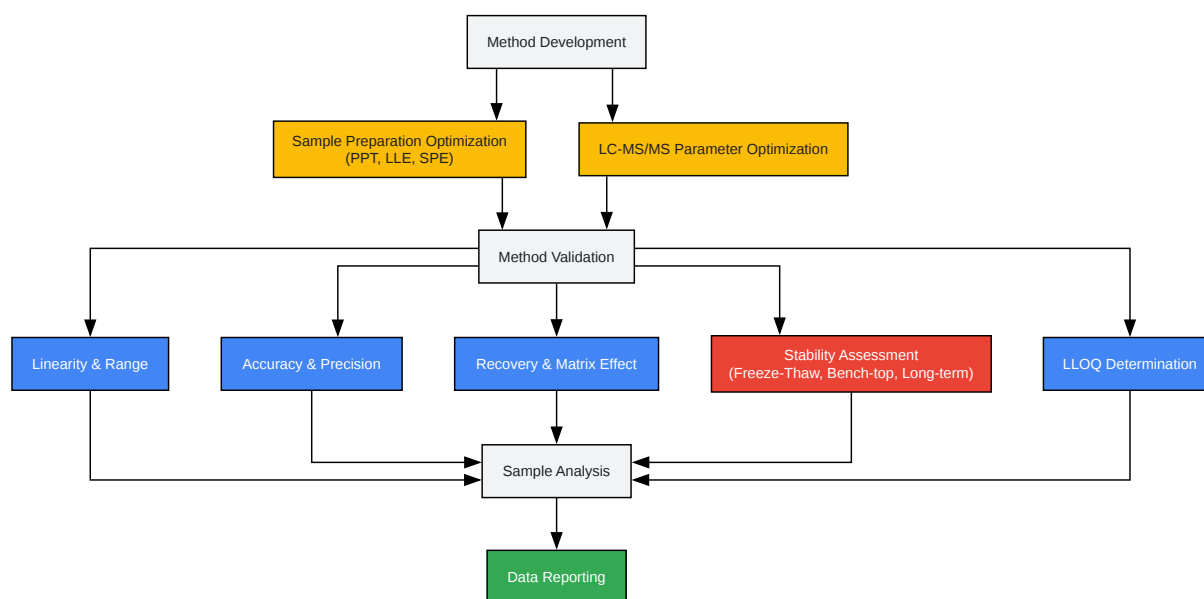 Method Development
Sample Preparation Optimization
(PPT, LLE, SPE)
LC-MS/MS Parameter Optimization
Method Validation
Linearity & Range
Accuracy & Precision
Recovery & Matrix Effect
Stability Assessment
(Freeze-Thaw, Bench-top, Long-term)
LLOQ Determination
Sample Analysis
Data Reporting